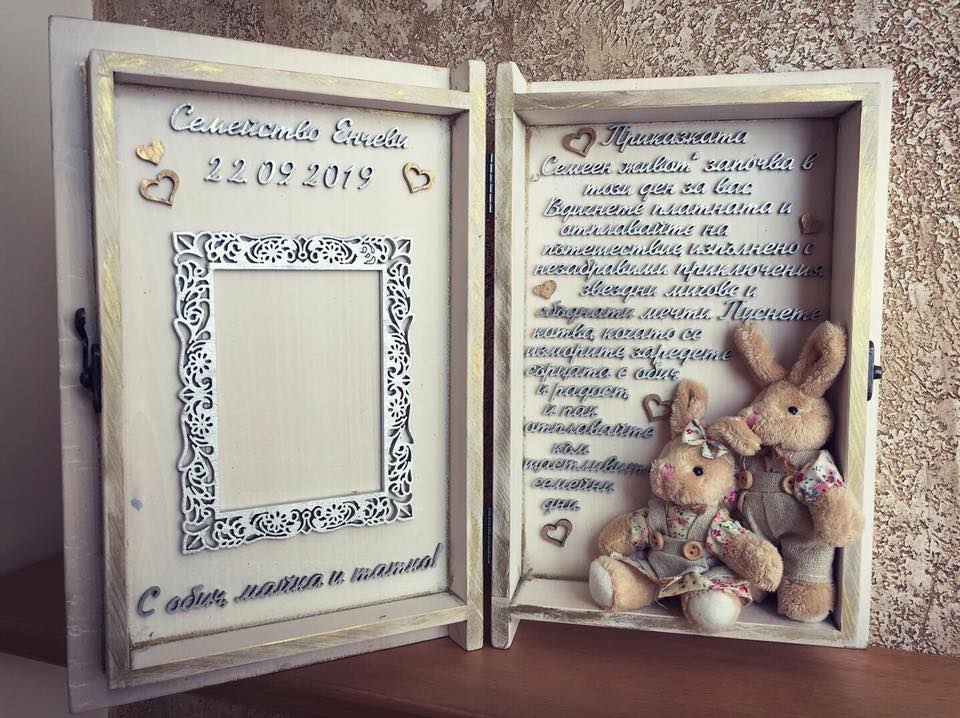 Семейство Енчеви
22 09 2019
С обич, майка и татко!
Приказката
„Семеен живот“ започва в
този ден за вас
Вдигнете платната и
отплавайте на
пътешествие изпълнено с
незабравими приключения,
звездни мигове и
сбъднати мечти. Пуснете
котва, когато се
изморите, заредете
сърцата с обич
и радост,
и пак
отплавайте
към
щастливите
семейни
дни.